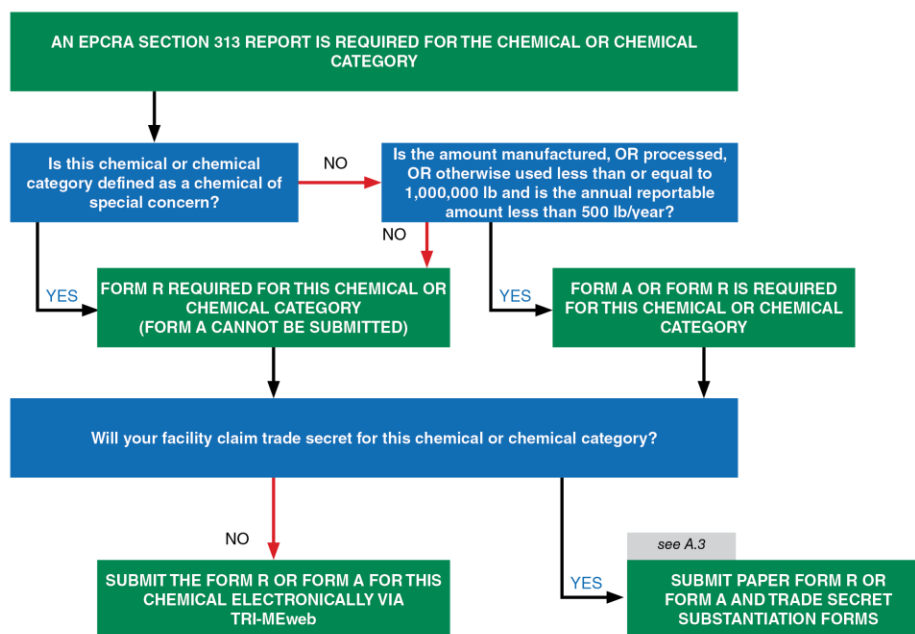 AN EPCRA SECTION 313 REPORT IS REQUIRED FOR THE CHEMICAL OR CHEMICAL
CATEGORY
Is this chemical or chemical
category defined as a chemical of
special concern?
NO
Is the amount manufactured, OR processed,
OR otherwise used less than or equal to
1,000,000 lb and is the annual reportable
amount less than 500 lb/year?
NO
YES
FORM R REQUIRED FOR THIS CHEMICAL OR
CHEMICAL CATEGORY
(FORM A CANNOT BE SUBMITTED)
YES
FORM A OR FORM R IS REQUIRED
FOR THIS CHEMICAL OR CHEMICAL
CATEGORY
Will your facility claim trade secret for this chemical or chemical category?
NO
SUBMIT THE FORM R OR FORM A FOR THIS
CHEMICAL ELECTRONICALLY VIA
TRI-MEweb
YES
see A.3
SUBMIT PAPER FORM R OR
FORM A AND TRADE SECRET
SUBSTANTIATION FORMS